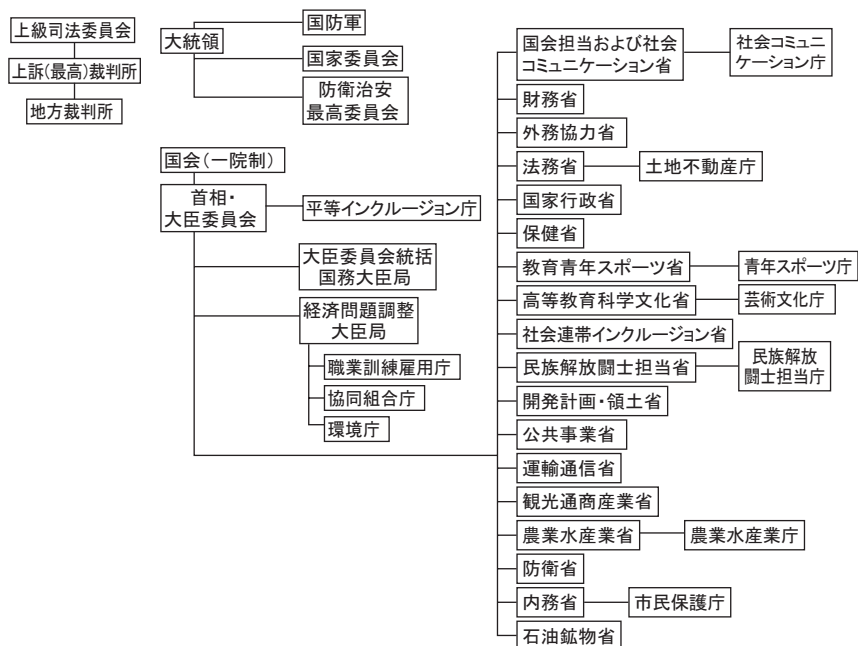 上級司法委員会
上訴(最高)裁判所
地方裁判所
大統領
国防軍
国家委員会
防衛治安
最高委員会
国会(一院制)
首相・
大臣委員会
平等インクルージョン庁
大臣委員会統括
国務大臣局
経済問題調整
大臣局
職業訓練雇用庁
協同組合庁
環境庁
国会担当および社会
コミュニケーション省
社会コミュニ
ケーション庁
財務省
外務協力省
法務省
土地不動産庁
国家行政省
保健省
教育青年スポーツ省
青年スポーツ庁
高等教育科学文化省
芸術文化庁
社会連帯インクルージョン省
民族解放闘士担当省
民族解放
闘士担当庁
開発計画・領土省
公共事業省
運輸通信省
観光通商産業省
農業水産業省
農業水産業庁
防衛省
内務省
市民保護庁
石油鉱物省